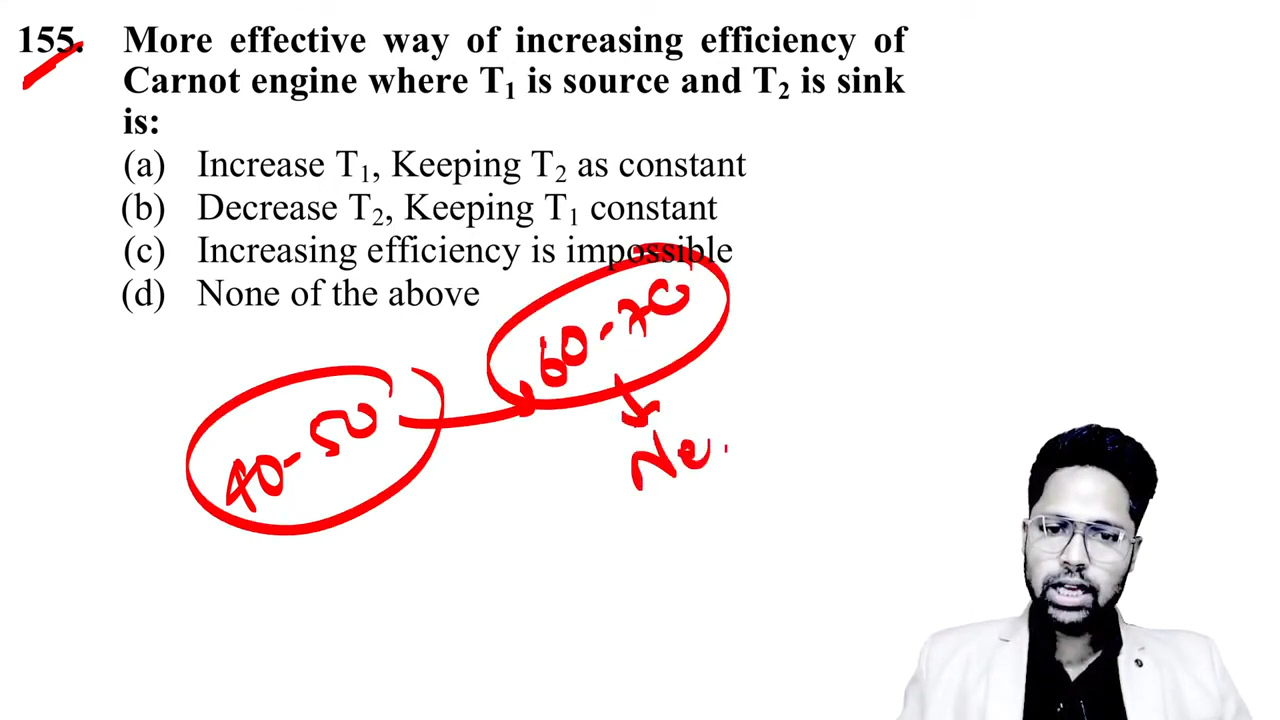 155. More effective way of increasing efficiency of
Carnot engine where T₁ is source and T₂ is sink
is:
(a) Increase T₁, Keeping T₂ as constant
(b) Decrease T₂, Keeping T₁ constant
(c) Increasing efficiency is impossible
(d) None of the above
60-70
40-50
Ne